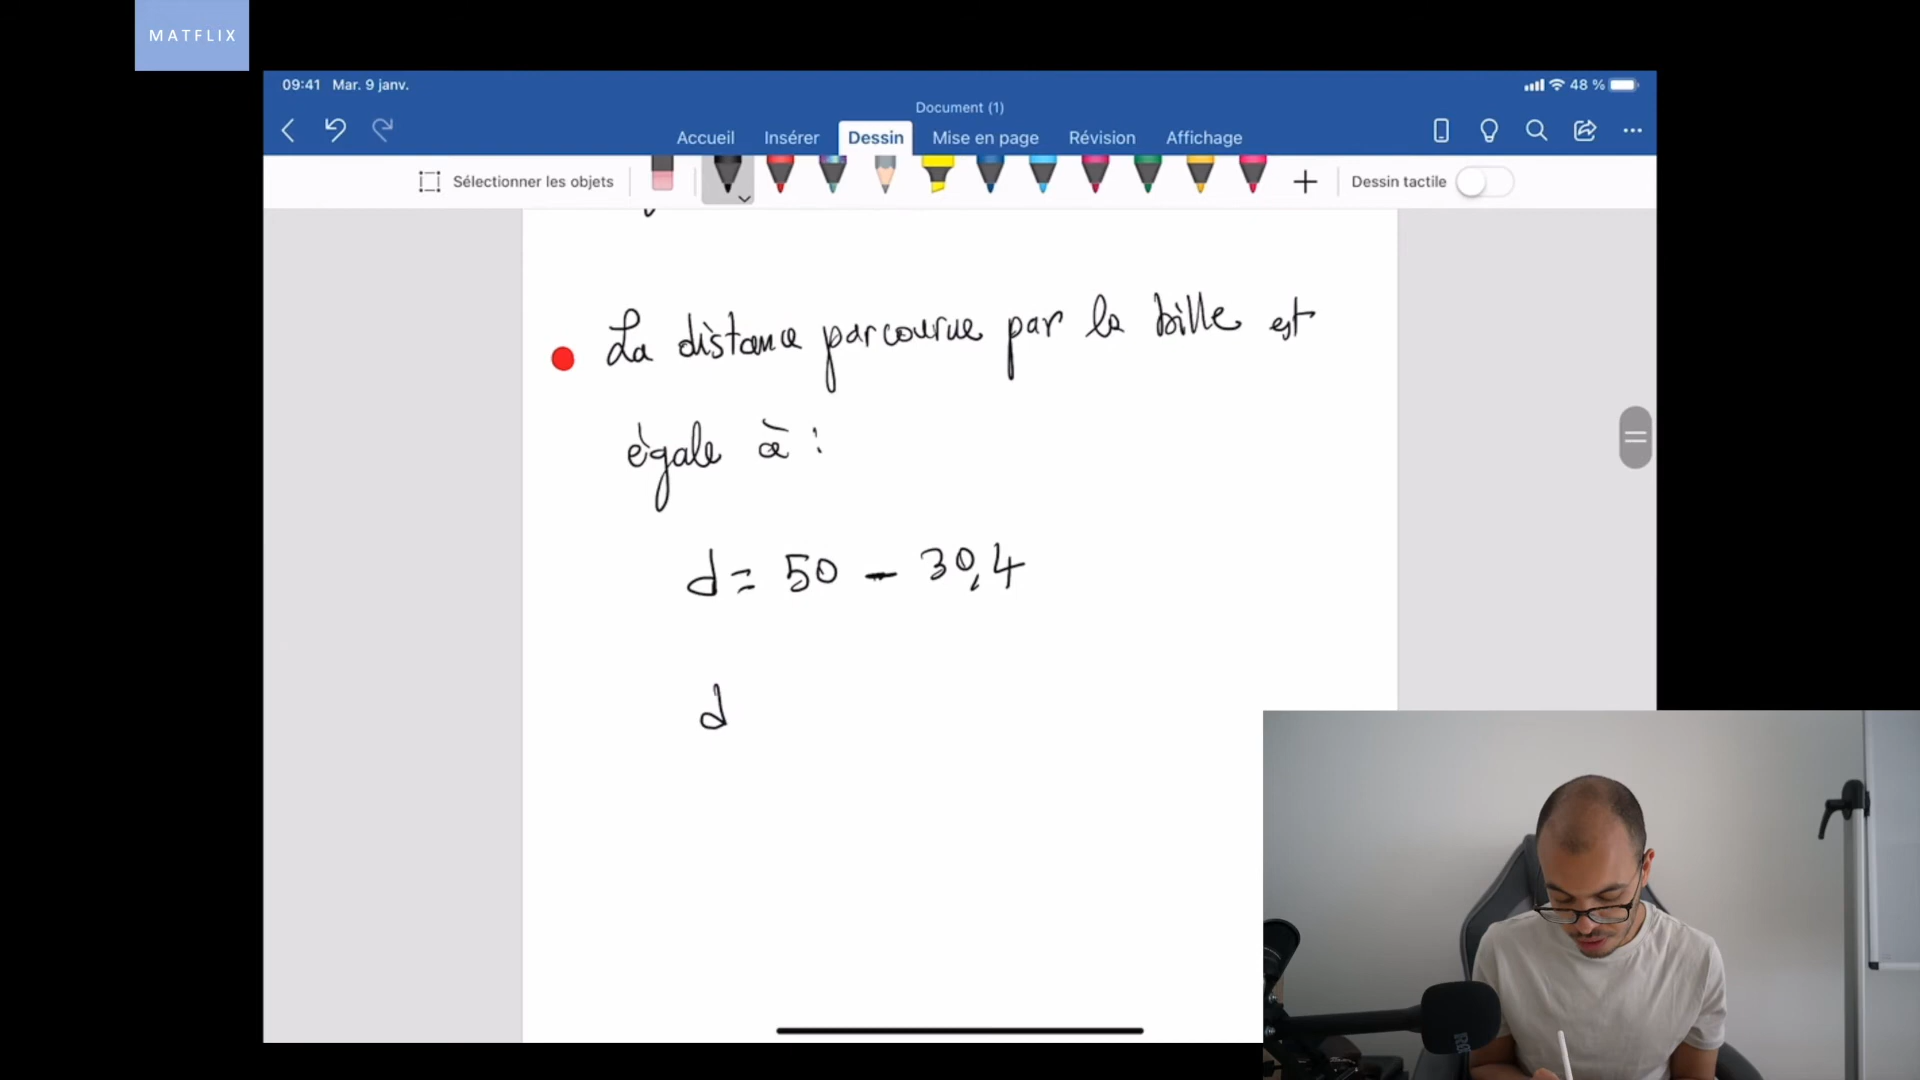 MATFLIX
09:41 Mar. 9 janv.
48 %
Document (1)
Accueil Insérer Dessin Mise en page Révision Affichage
Sélectionner les objets
Dessin tactile
La distance parcourue par la bille est
égale à :
d = 50 - 30,4
d
RØ